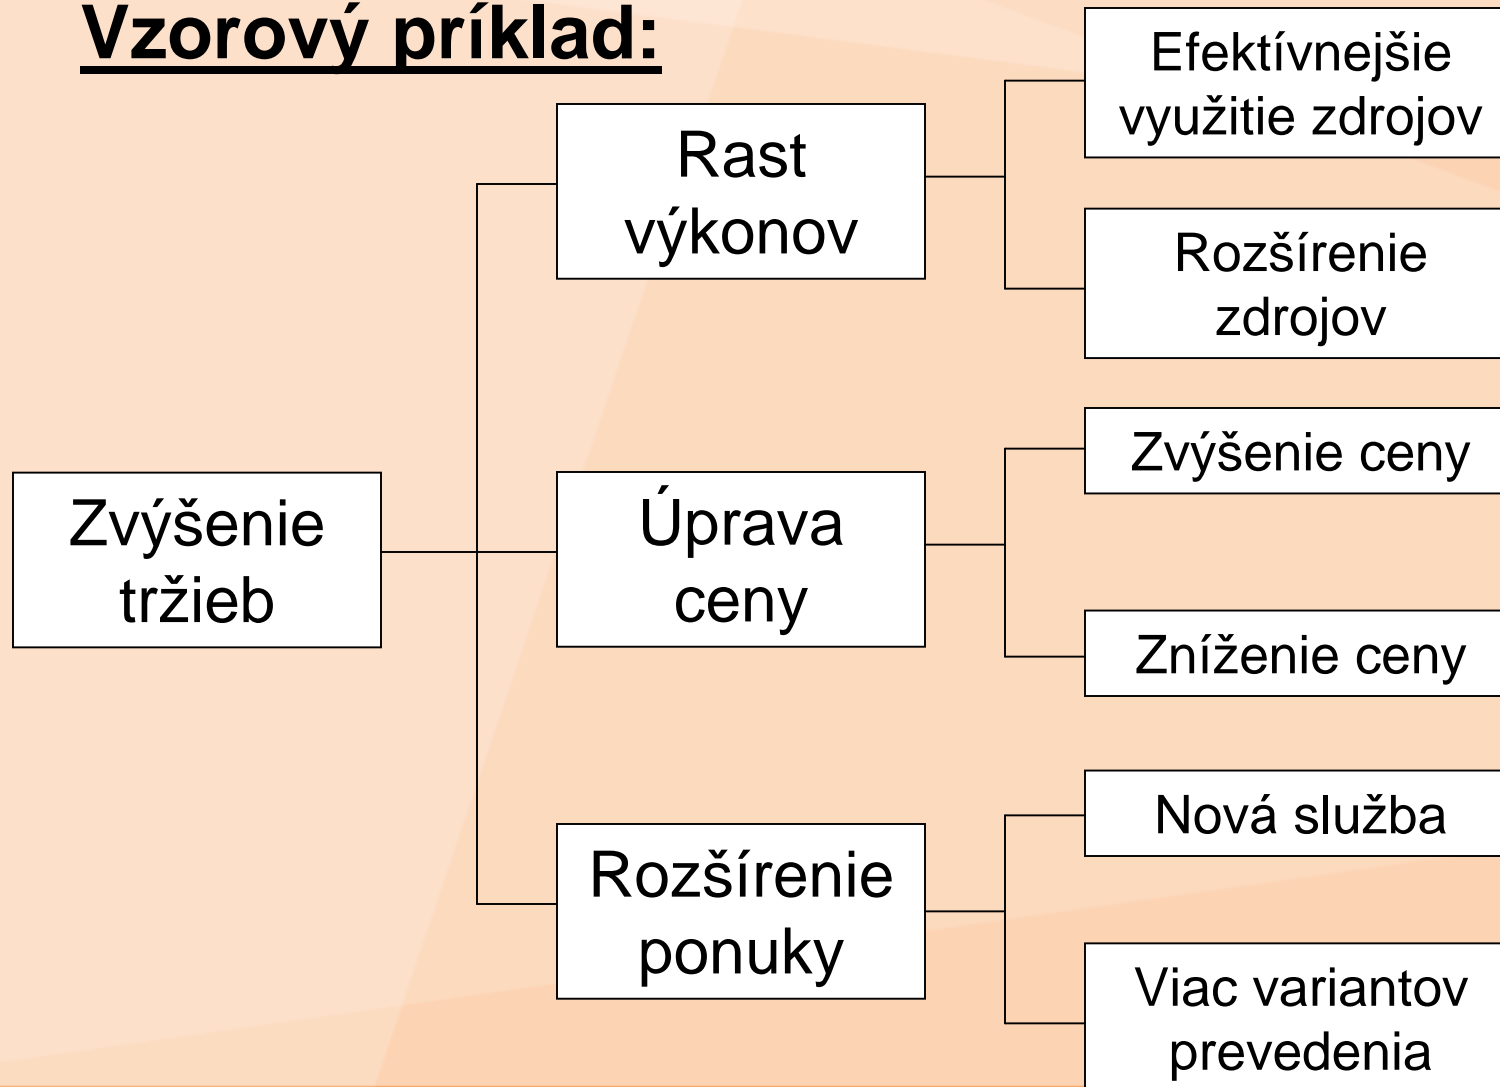 Vzorový príklad:
Efektívnejšie
využitie zdrojov
Rast
výkonov
Rozšírenie
zdrojov
Zvýšenie ceny
Zvýšenie
tržieb
Úprava
ceny
Zníženie ceny
Nová služba
Rozšírenie
ponuky
Viac variantov
prevedenia